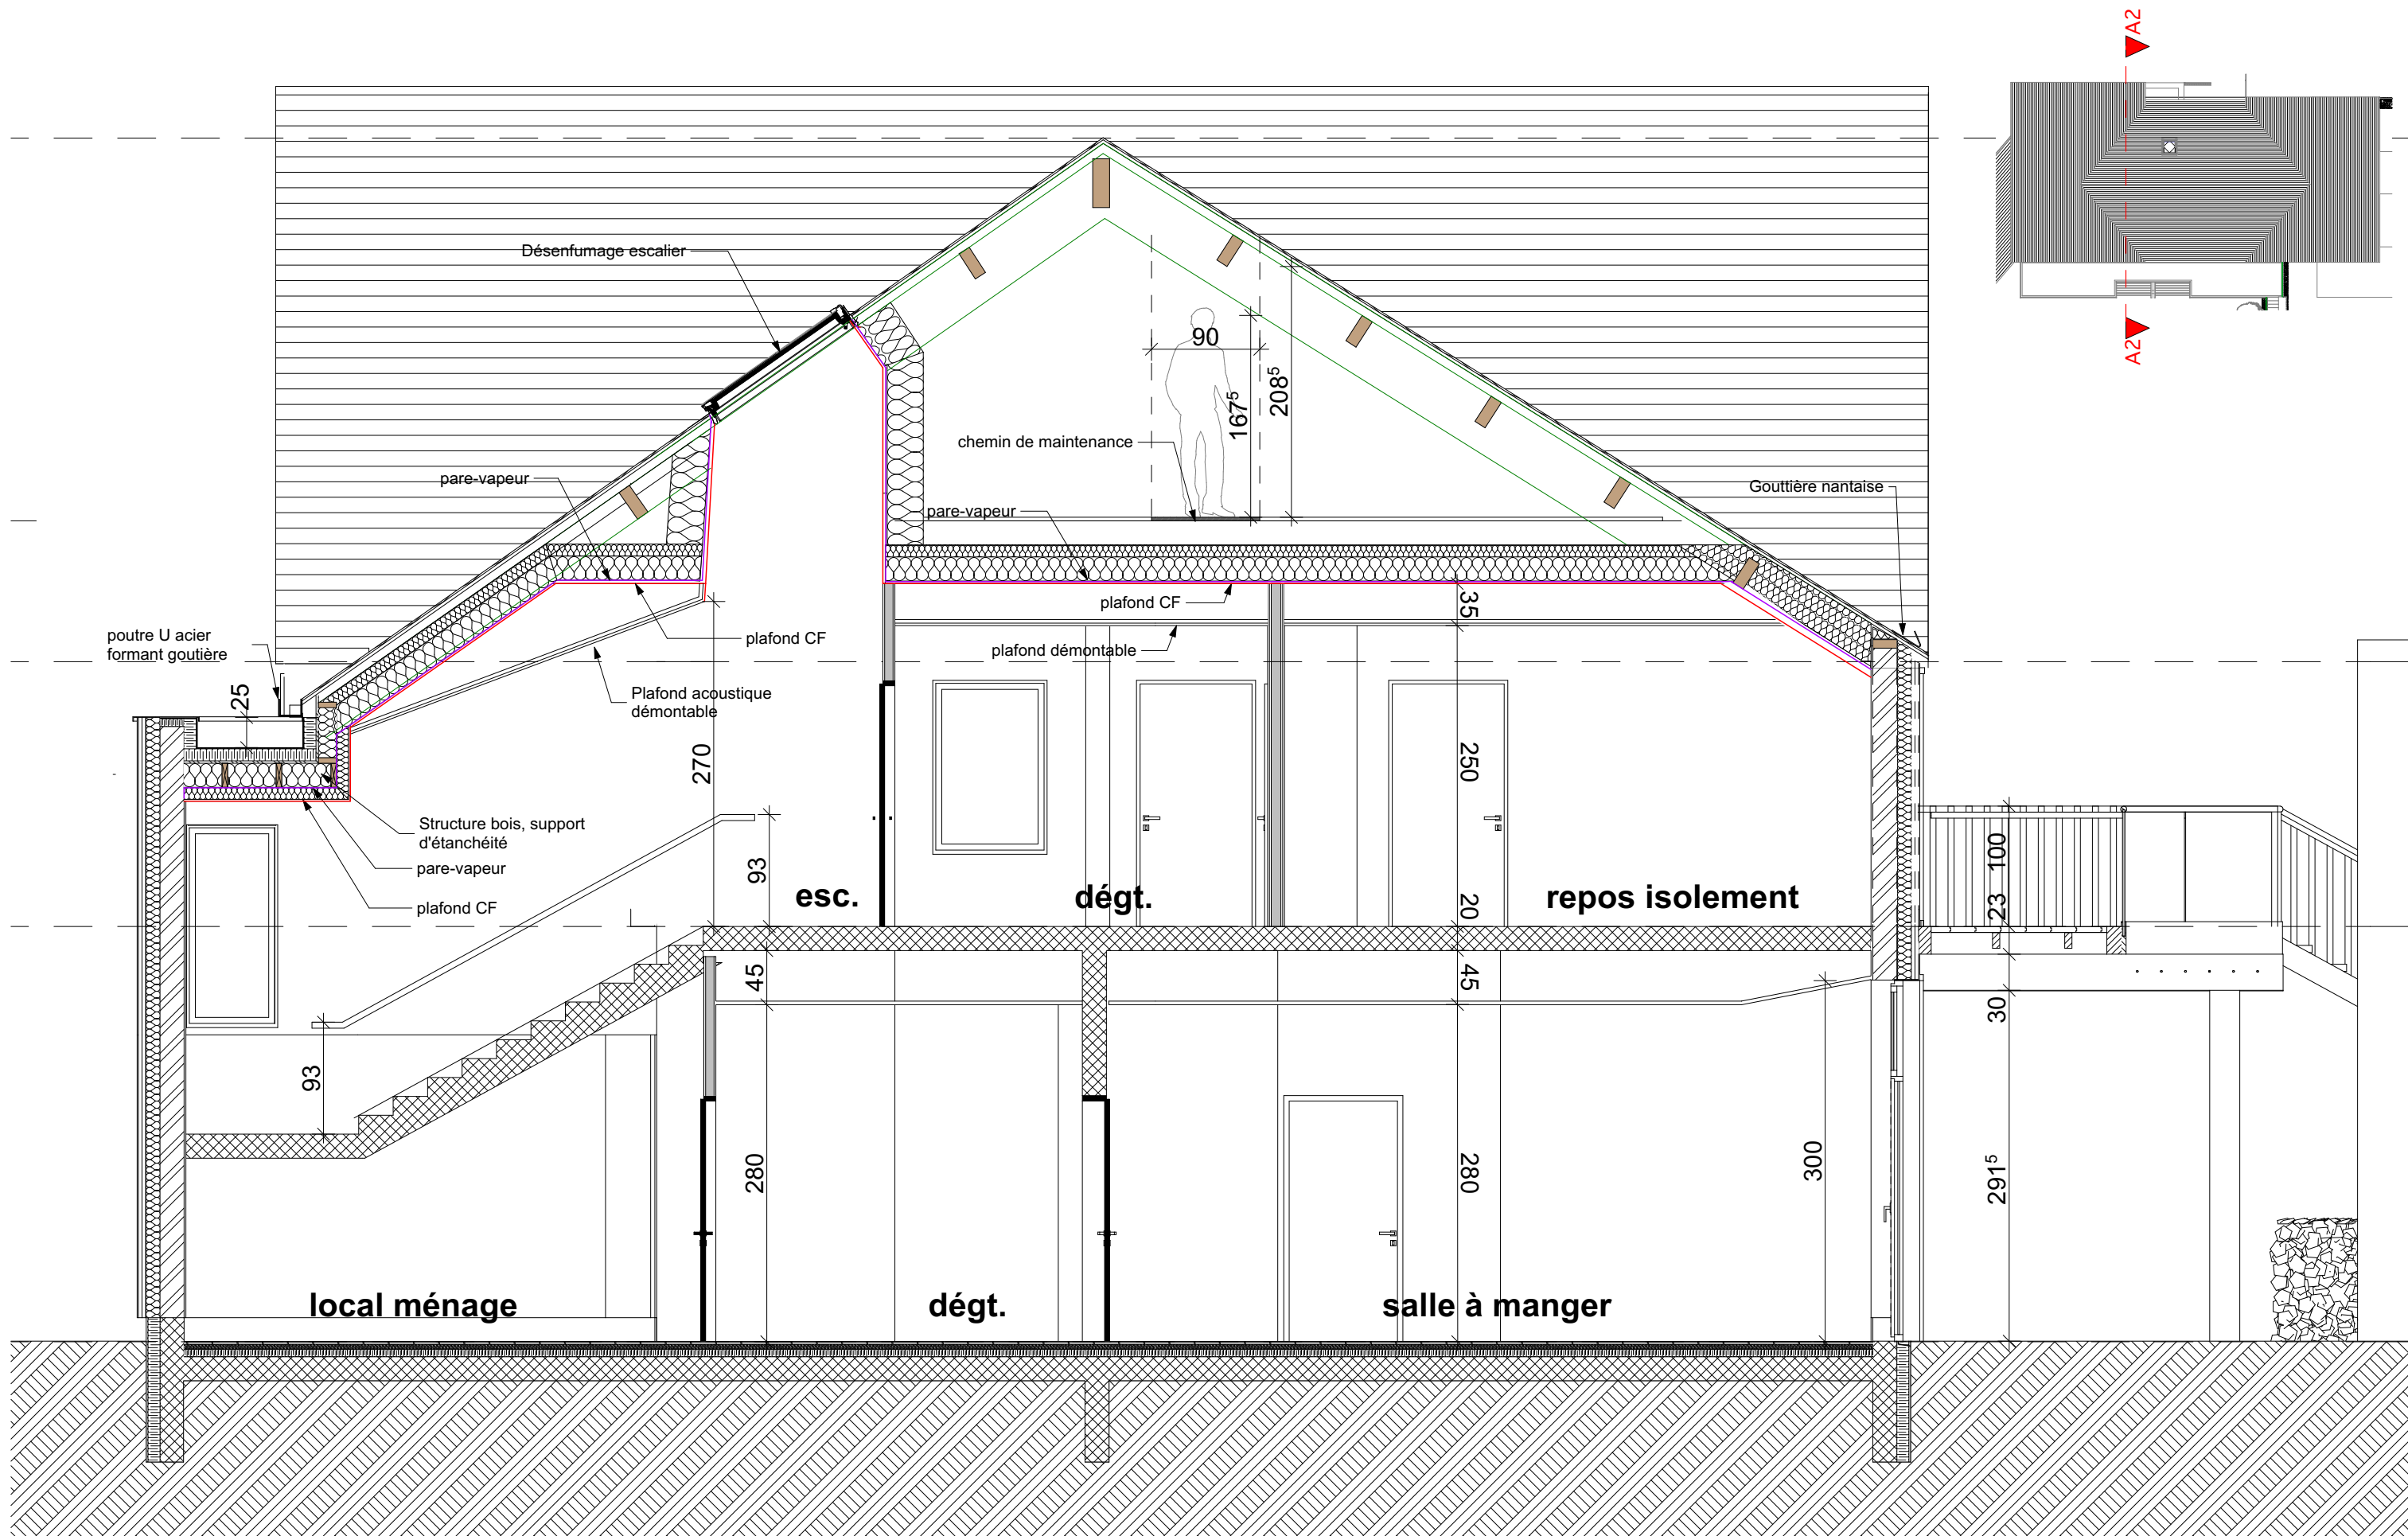 A2
Désenfumage escalier
90
167⁵
208⁵
A2
chemin de maintenance
pare-vapeur
pare-vapeur
Gouttière nantaise
plafond CF
35
plafond CF
plafond démontable
poutre U acier
formant goutière
25
Plafond acoustique
démontable
270
250
Structure bois, support
d'étanchéité
pare-vapeur
plafond CF
93
100
esc.
dégt.
repos isolement
20
23
45
45
30
93
280
280
300
291⁵
local ménage
dégt.
salle à manger